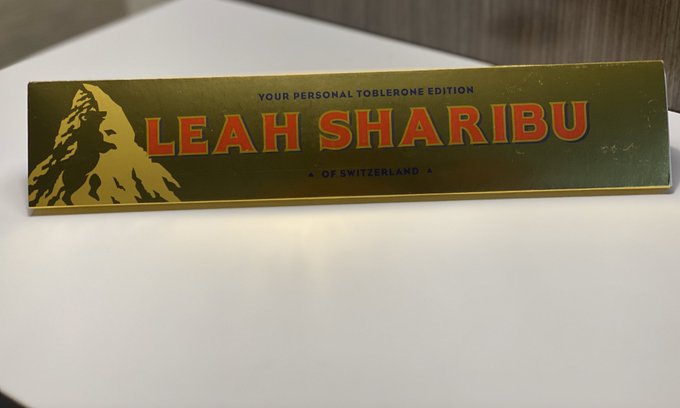 YOUR PERSONAL TOBLERONE EDITION
LEAH SHARIBU
▲ OF SWITZERLAND ▲